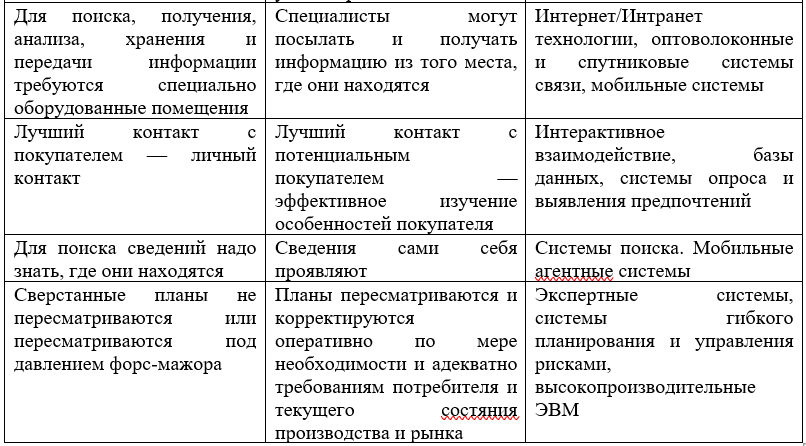 Для поиска, получения,
анализа, хранения и
передачи информации
требуются специально
оборудованные помещения
Специалисты могут
посылать и получать
информацию из того места,
где они находятся
Интернет/Интранет
технологии, оптоволоконные
и спутниковые системы
связи, мобильные системы
Лучший контакт с
покупателем — личный
контакт
Лучший контакт с
потенциальным
покупателем —
эффективное изучение
особенностей покупателя
Интерактивное
взаимодействие, базы
данных, системы опроса и
выявления предпочтений
Для поиска сведений надо
знать, где они находятся
Сведения сами себя
проявляют
Системы поиска. Мобильные
агентные системы
Сверстанные планы не
пересматриваются или
пересматриваются под
давлением форс-мажора
Планы пересматриваются и
корректируются
оперативно по мере
необходимости и адекватно
требованиям потребителя и
текущего состяния
производства и рынка
Экспертные системы,
системы гибкого
планирования и управления
рисками,
высокопроизводительные
ЭВМ